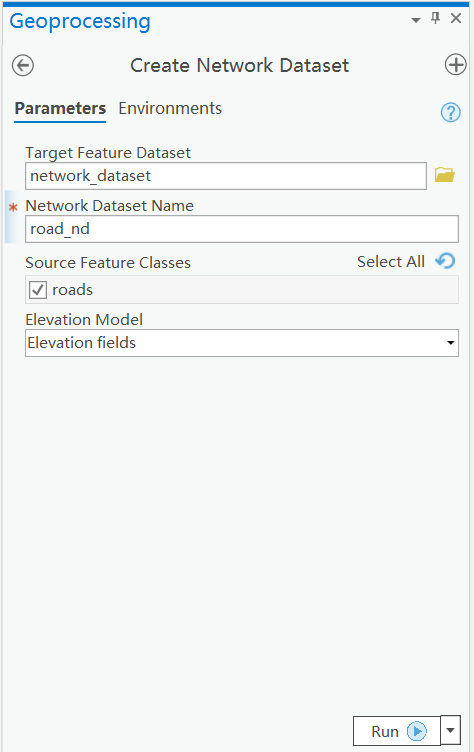 Geoprocessing
Create Network Dataset
Parameters Environments
Target Feature Dataset
network_dataset
* Network Dataset Name
road_nd
Source Feature Classes Select All
roads
Elevation Model
Elevation fields
Run